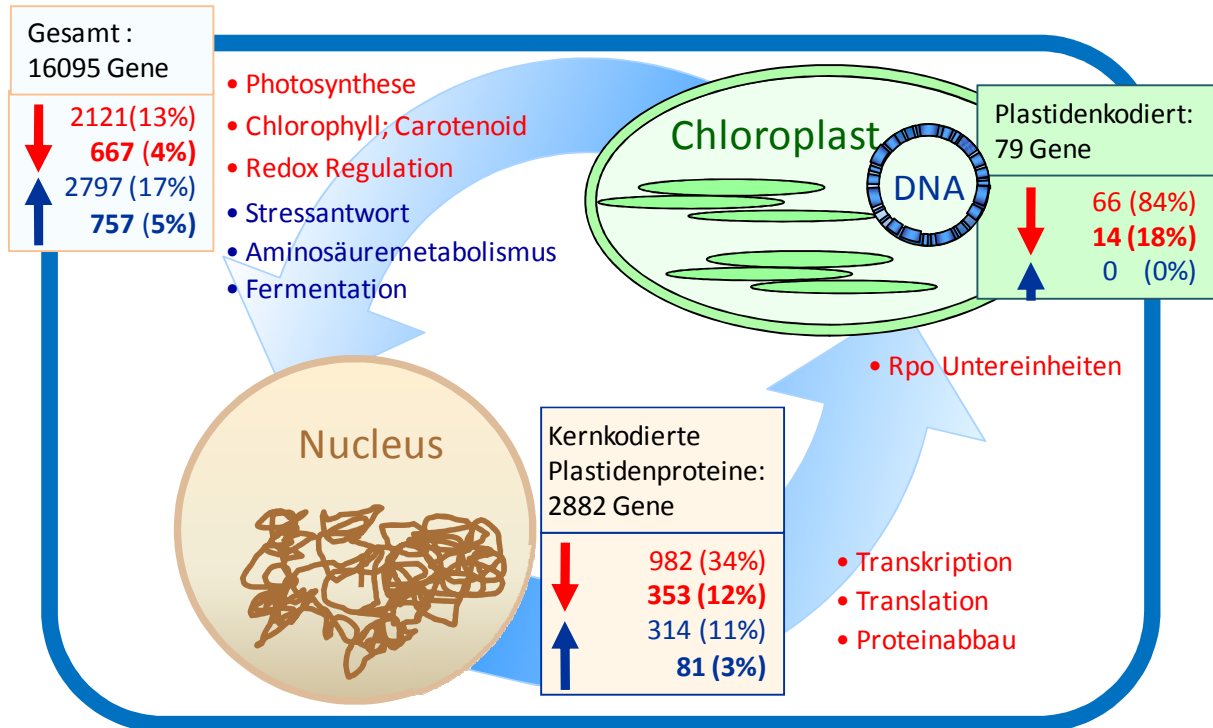 Gesamt :
16095 Gene
2121(13%)
667 (4%)
2797 (17%)
757 (5%)
• Photosynthese
• Chlorophyll; Carotenoid
• Redox Regulation
• Stressantwort
• Aminosäuremetabolismus
• Fermentation
Chloroplast
DNA
Plastidenkodiert:
79 Gene
66 (84%)
14 (18%)
0 (0%)
• Rpo Untereinheiten
Nucleus
Kernkodierte
Plastidenproteine:
2882 Gene
982 (34%)
353 (12%)
314 (11%)
81 (3%)
• Transkription
• Translation
• Proteinabbau